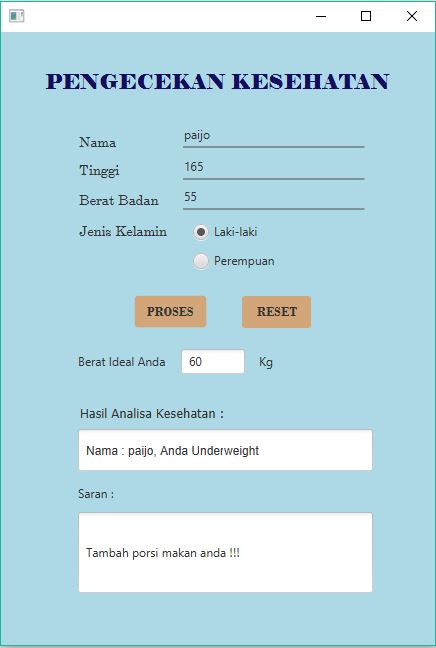 PENGECEKAN KESEHATAN
Nama paijo
Tinggi 165
Berat Badan 55
Jenis Kelamin Laki-laki
Perempuan
PROSES RESET
Berat Ideal Anda 60 Kg
Hasil Analisa Kesehatan :
Nama : paijo, Anda Underweight
Saran :
Tambah porsi makan anda !!!